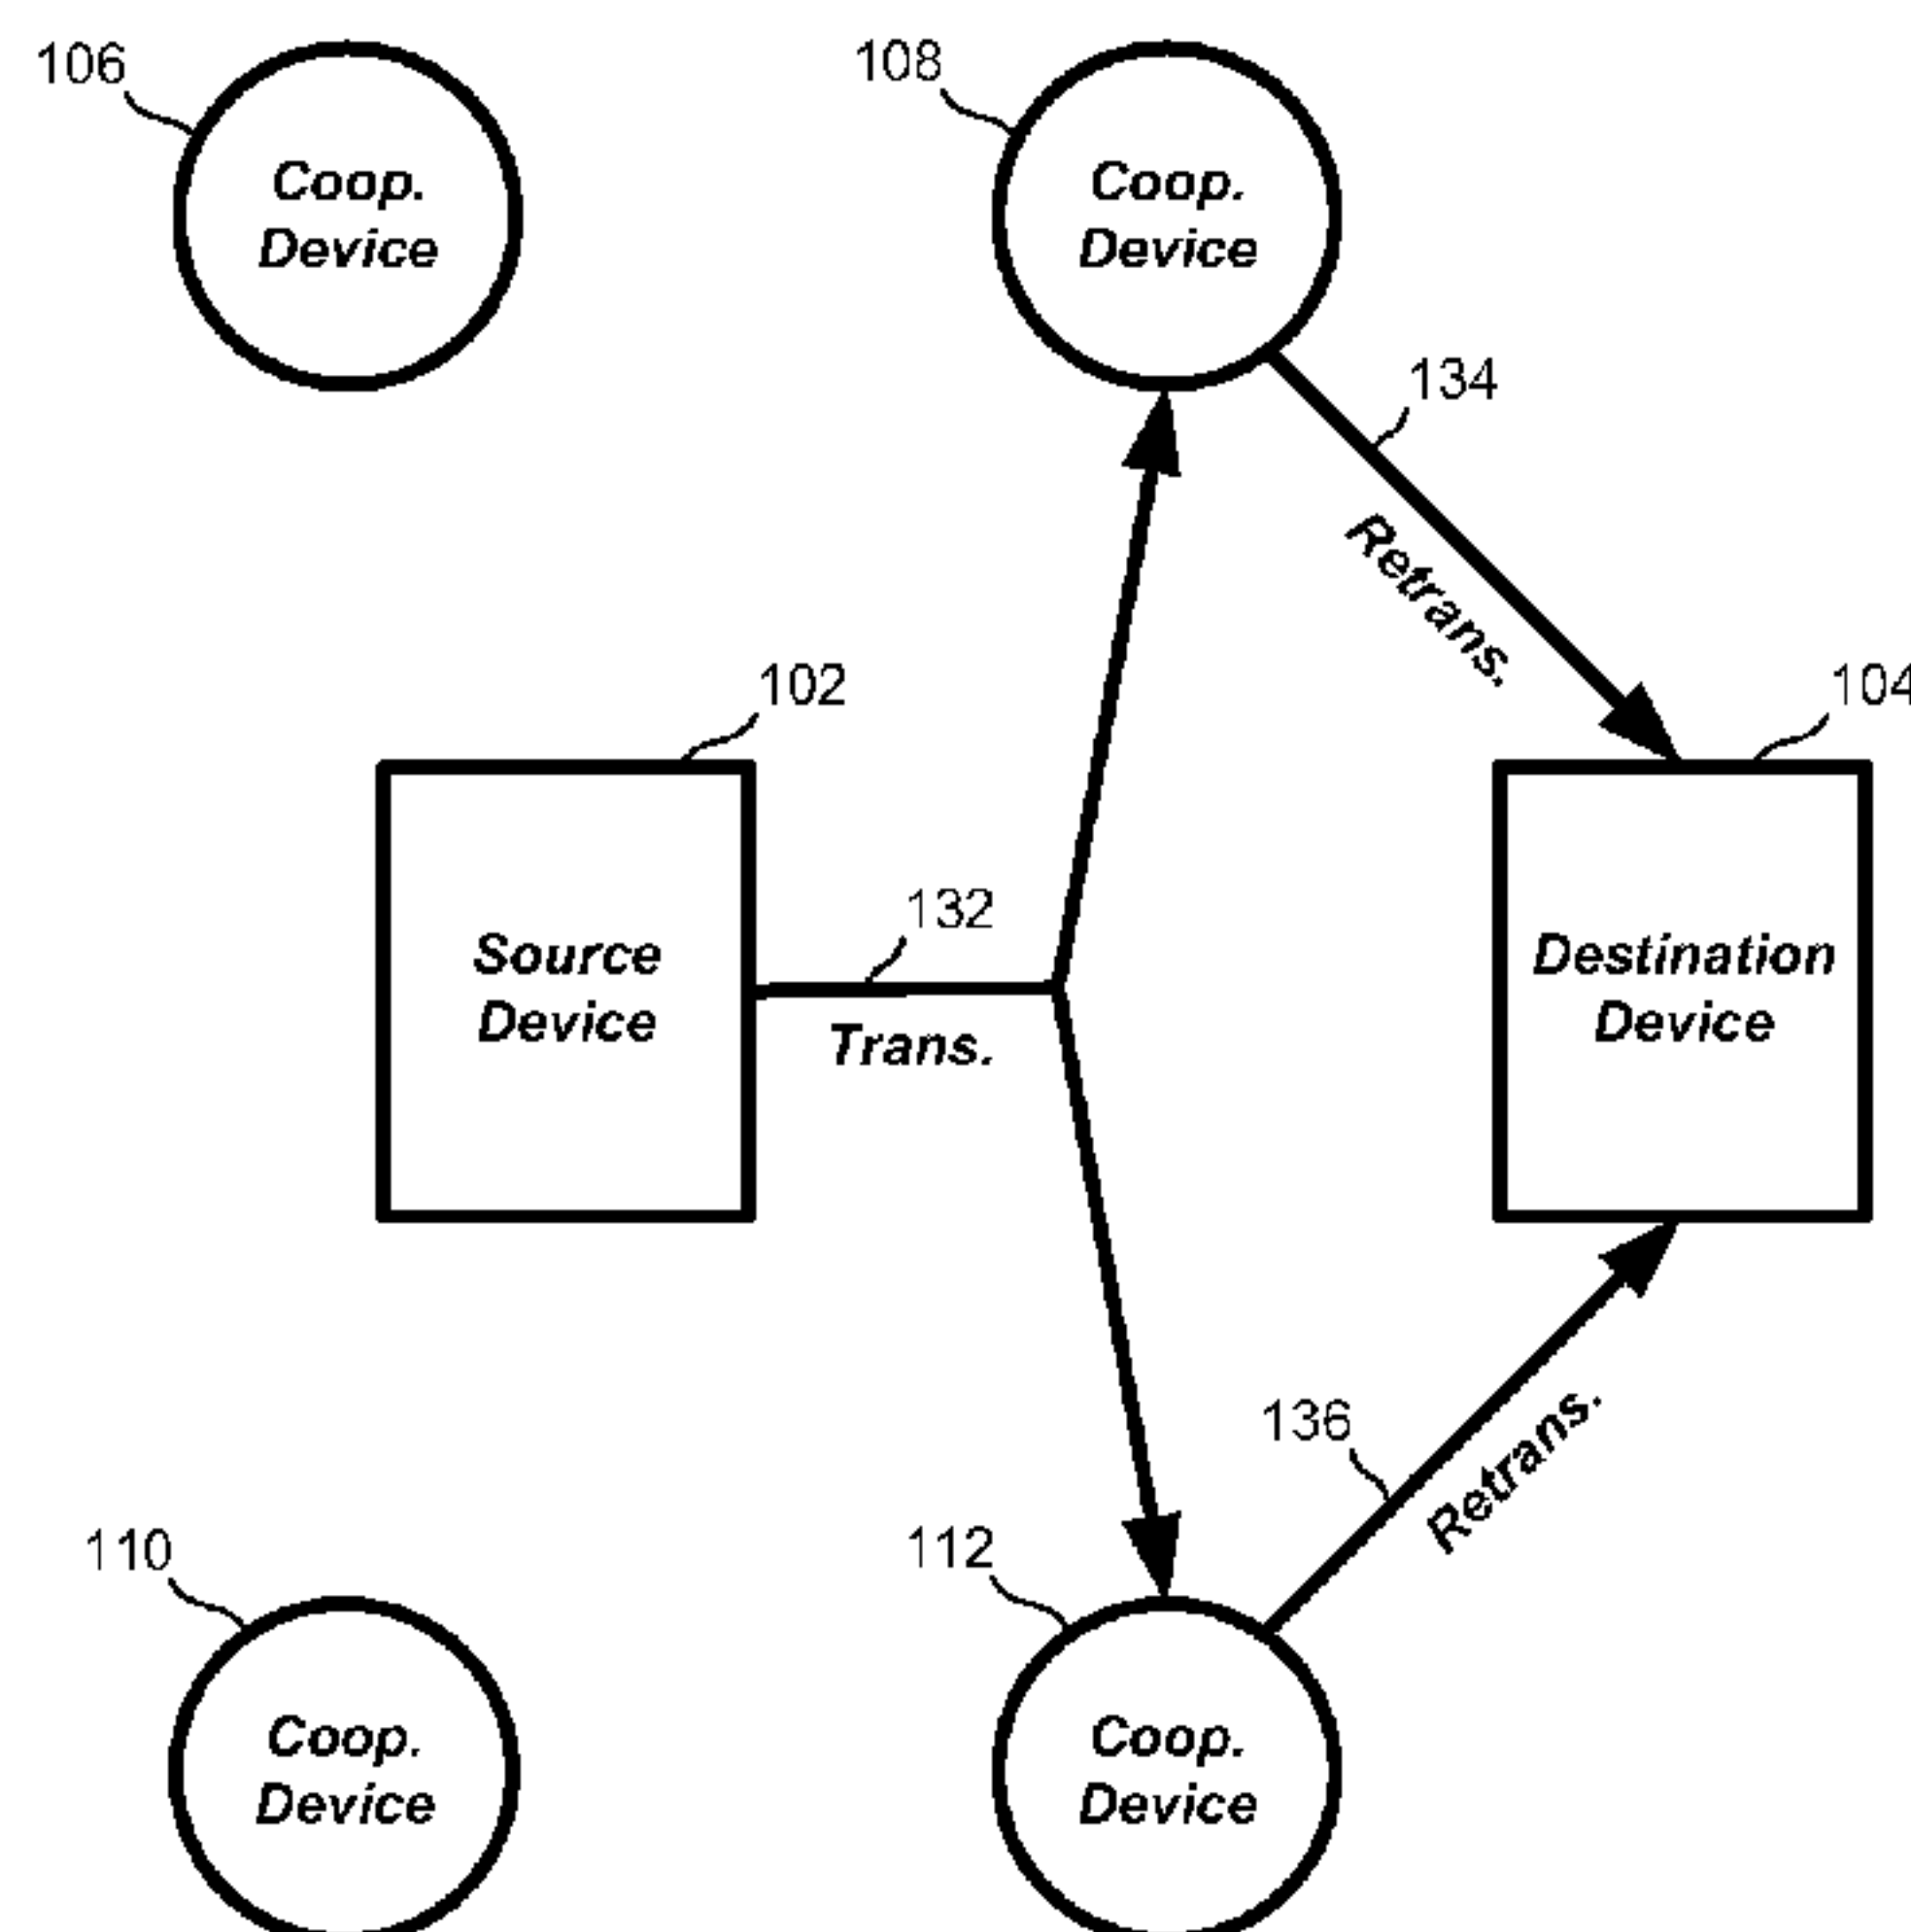 106
Coop.
Device
108
Coop.
Device
134
Retrans.
102
Source
Device
132
Trans.
104
Destination
Device
136
Retrans.
110
Coop.
Device
112
Coop.
Device